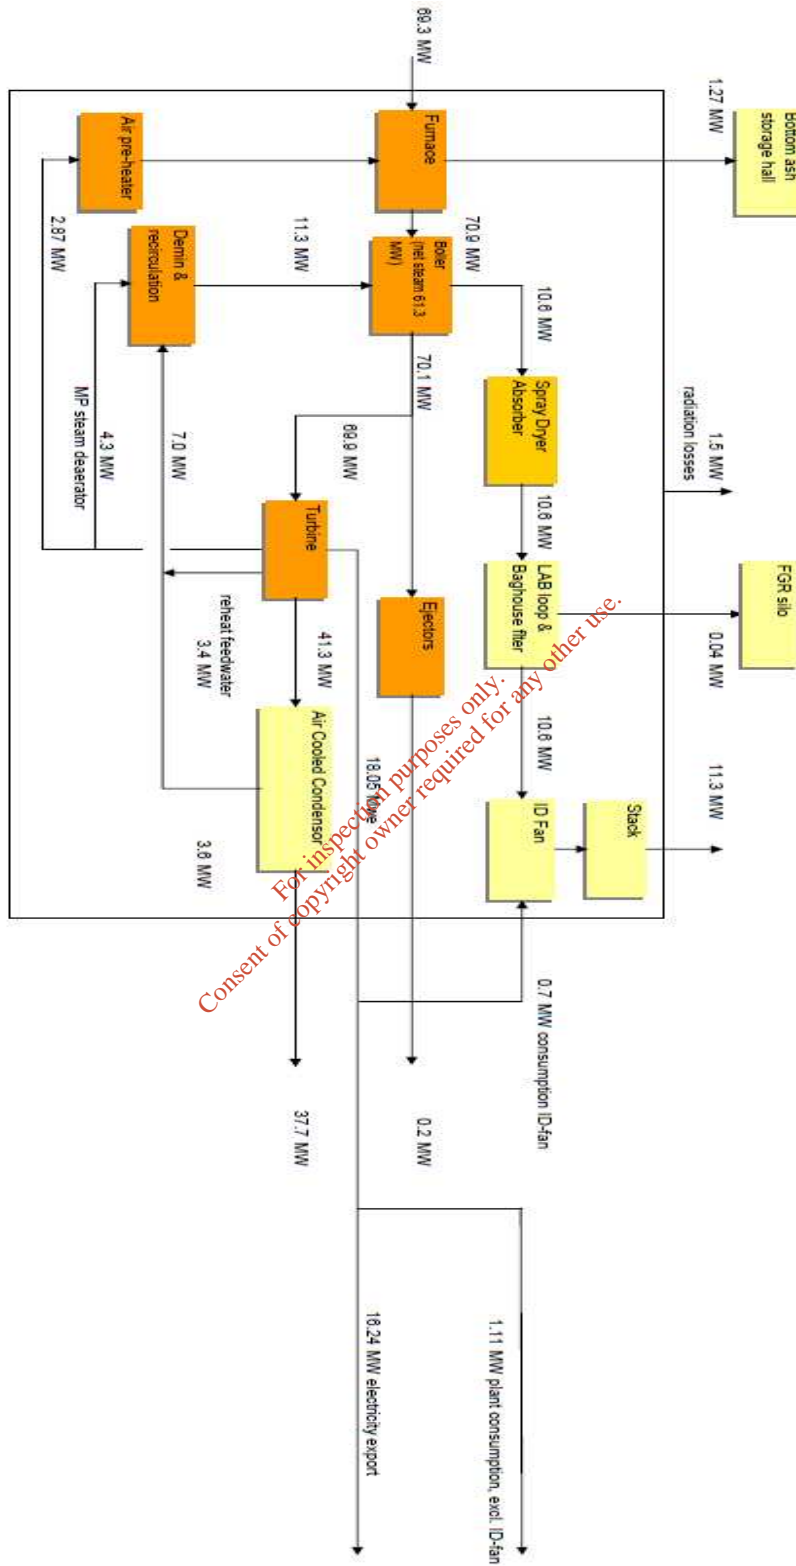 69.3 MW
1.27 MW
Bottom ash
storage hall
Air pre-heater
Furnace
2.87 MW
Demin &
recirculation
11.3 MW
Boiler
(net steam 61.3
MW)
70.9 MW
10.6 MW
70.1 MW
Spray Dryer
Absorber
radiation losses
1.5 MW
MP steam deaerator
4.3 MW
7.0 MW
69.9 MW
10.6 MW
Turbine
LAB loop &
Baghouse filter
FGR silo
0.04 MW
reheat feedwater
3.4 MW
41.3 MW
Ejectors
10.6 MW
Air Cooled Condensor
18.05 MWe
ID Fan
Stack
11.3 MW
3.6 MW
For inspection purposes only.
Consent of copyright owner required for any other use.
0.7 MW consumption ID-fan
37.7 MW
0.2 MW
16.24 MW electricity export
1.11 MW plant consumption, excl. ID-fan